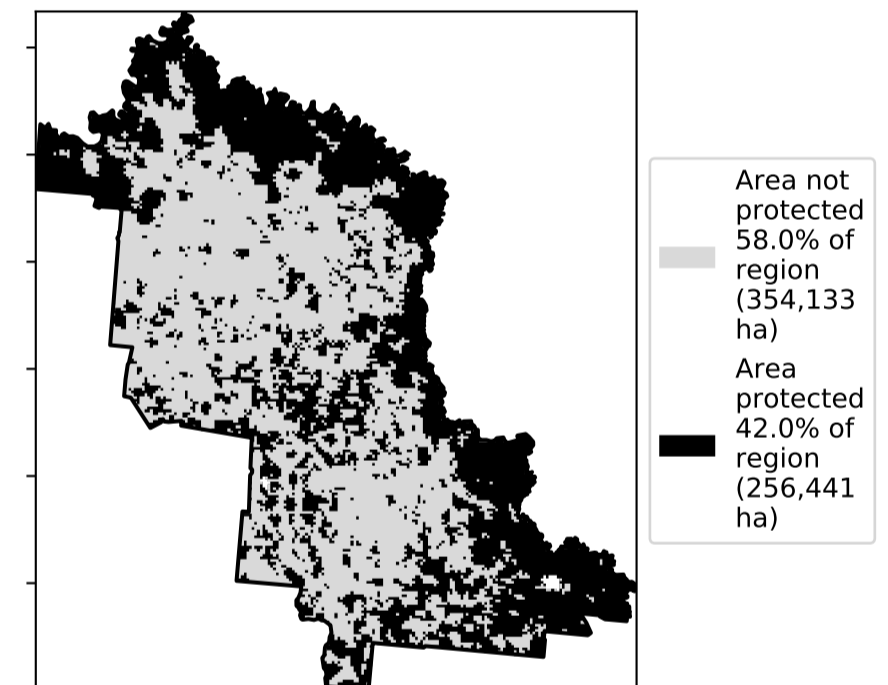 Area not
protected
58.0% of
region
(354,133
ha)
Area
protected
42.0% of
region
(256,441
ha)